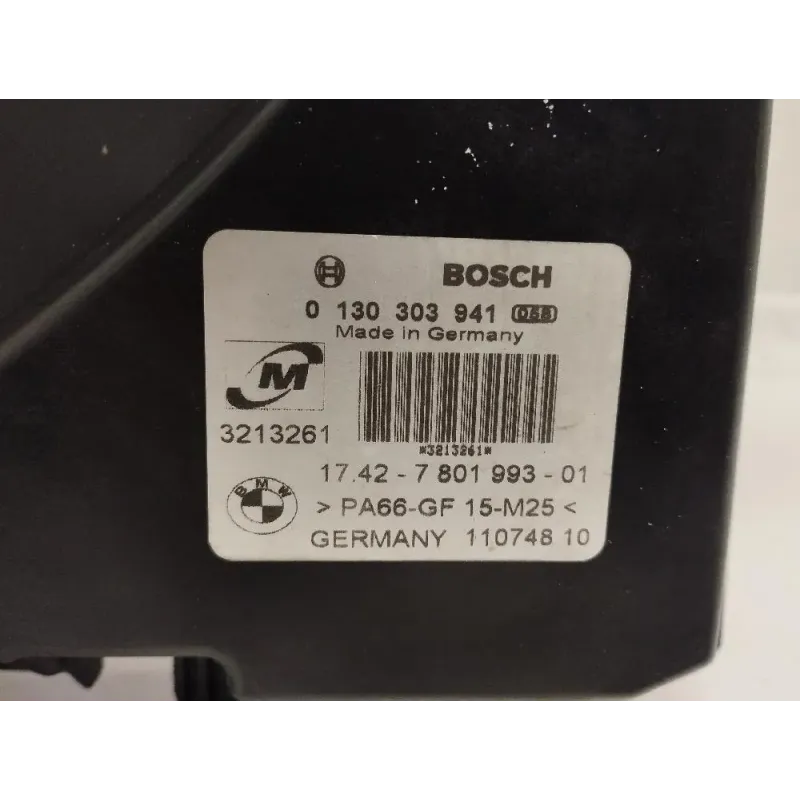 BOSCH
0 130 303 941 058
Made in Germany
M
3213261
*3213261*
17.42-7 801 993-01
BMW
> PA66-GF 15-M25 <
GERMANY 110748 10